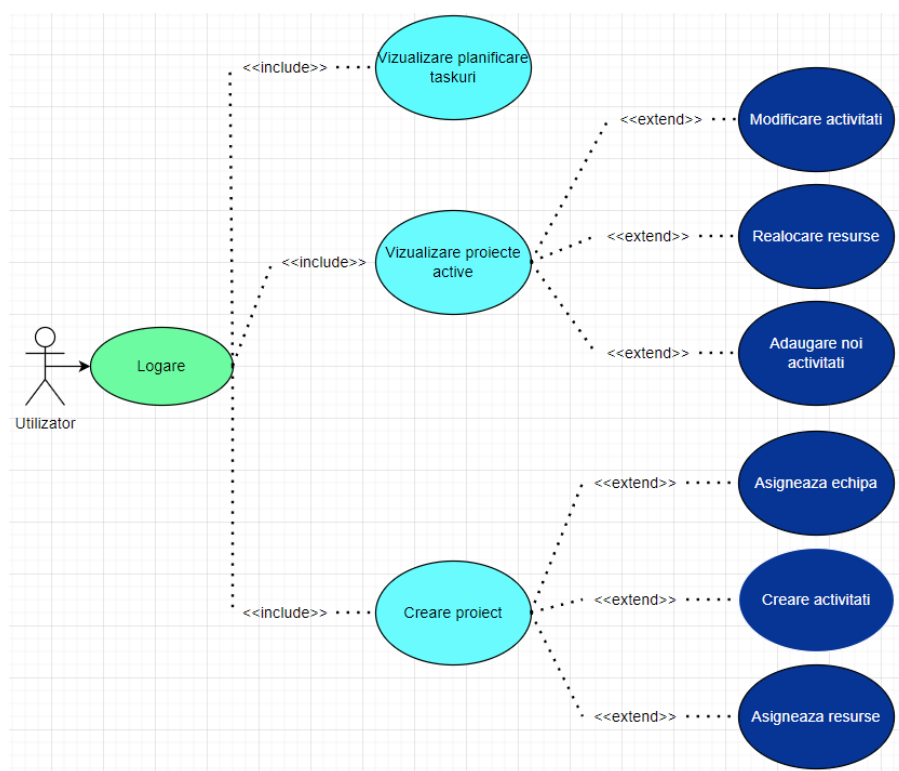 <<include>>
Vizualizare planificare
taskuri
<<extend>>
Modificare activitati
<<include>>
Vizualizare proiecte
active
<<extend>>
Realocare resurse
<<extend>>
Adaugare noi
activitati
Logare
Utilizator
<<extend>>
Asigneaza echipa
<<include>>
Creare proiect
<<extend>>
Creare activitati
<<extend>>
Asigneaza resurse